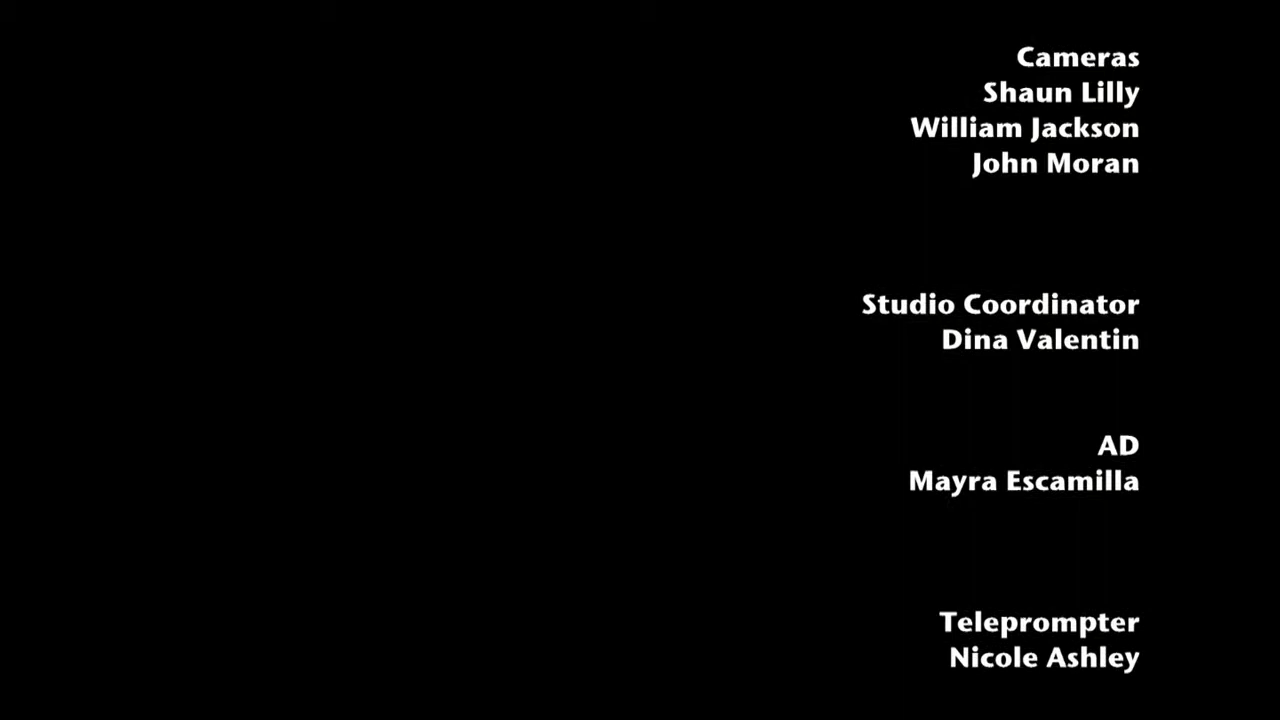 Cameras
Shaun Lilly
William Jackson
John Moran
Studio Coordinator
Dina Valentin
AD
Mayra Escamilla
Teleprompter
Nicole Ashley